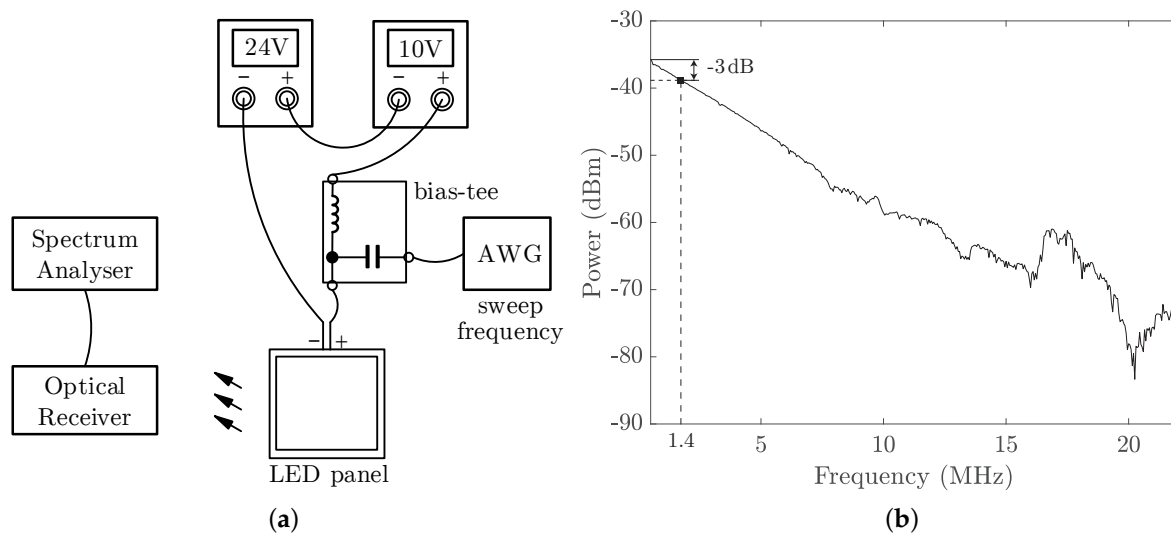 24V
− +
10V
− +
bias-tee
AWG
sweep
frequency
Spectrum
Analyser
Optical
Receiver
− +
LED panel
(a)
-30
-40
-50
-60
-70
-80
-90
Power (dBm)
-3 dB
1.4
5
10
15
20
Frequency (MHz)
(b)